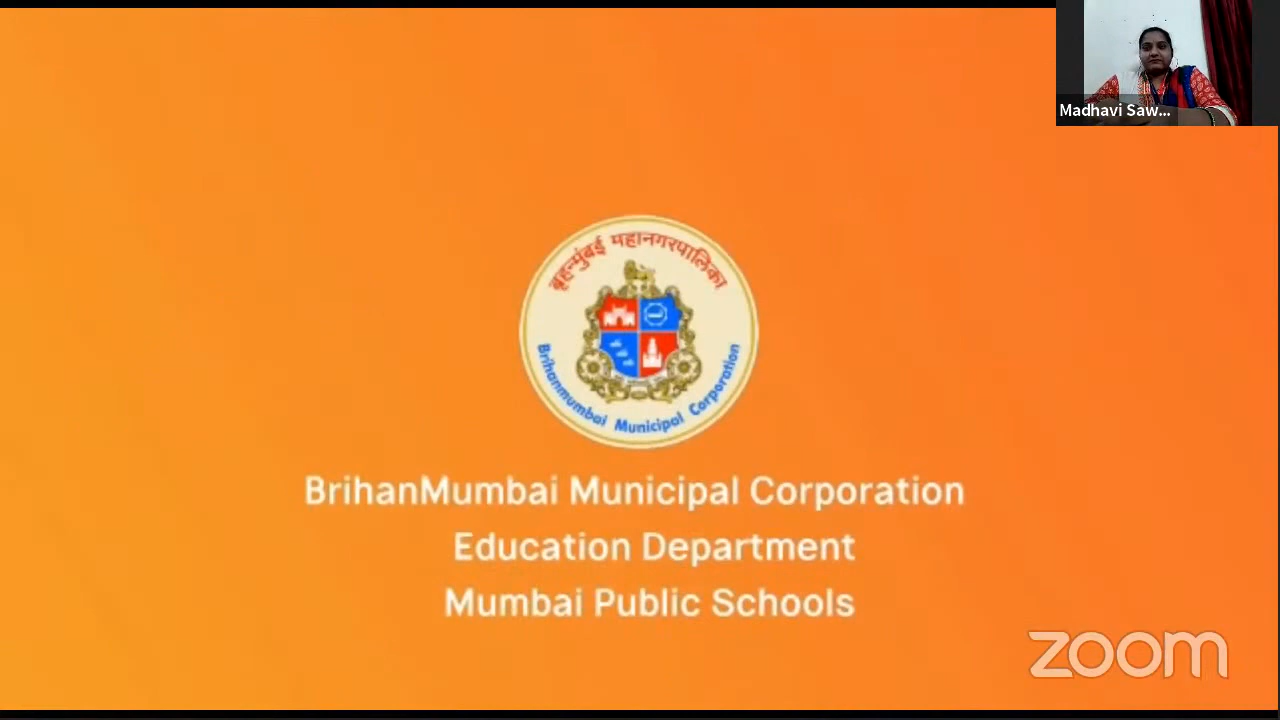 Madhavi Saw...
बृहन्मुंबई महानगरपालिका
Brihanmumbai Municipal Corporation
BrihanMumbai Municipal Corporation
Education Department
Mumbai Public Schools
zoom